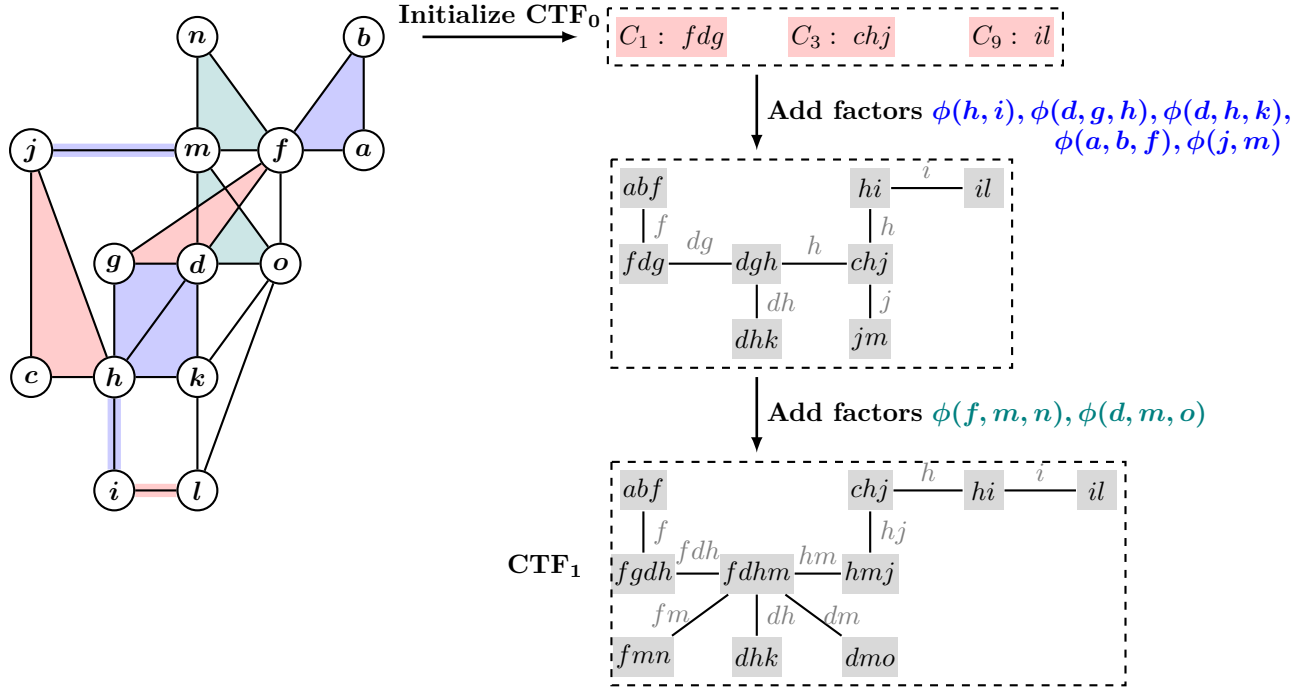 n b
Initialize CTF₀
C₁ : fdg C₃ : chj C₉ : il
Add factors ϕ(h, i), ϕ(d, g, h), ϕ(d, h, k),
ϕ(a, b, f), ϕ(j, m)
j m f a
abf hi i il
f h
g d o
fdg dg dgh h chj
dh j
dhk jm
c h k
Add factors ϕ(f, m, n), ϕ(d, m, o)
i l
abf chj h hi i il
f hj
CTF₁
fgdh fdh fdhm hm hmj
fm dh dm
fmn dhk dmo